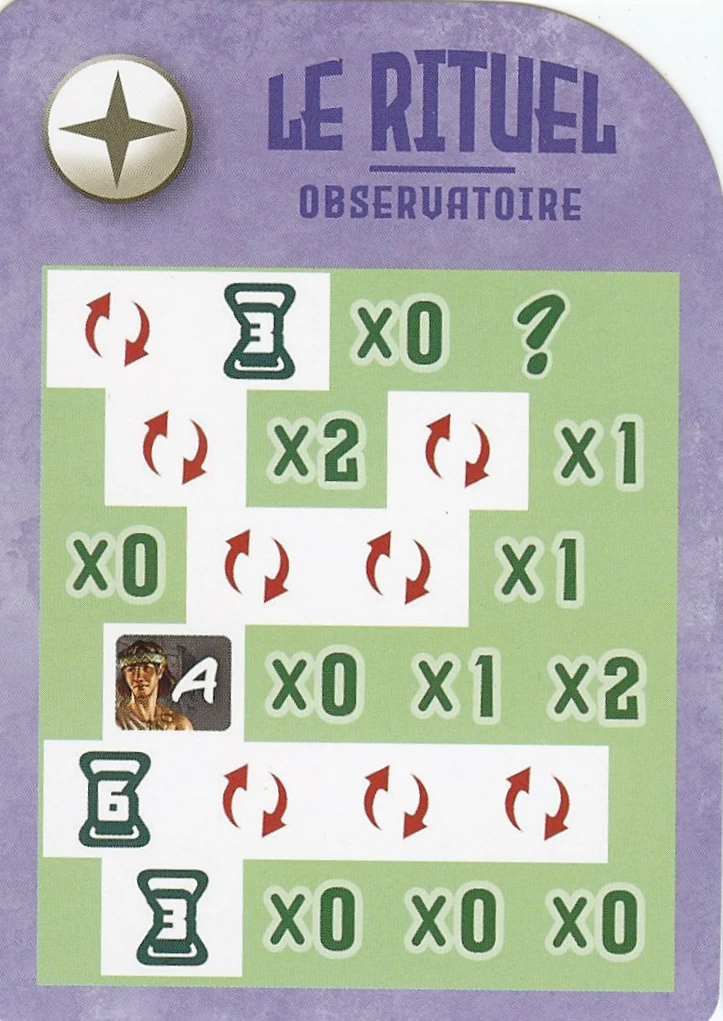 LE RITUEL
OBSERVATOIRE
3 X0 ?
X2 X1
X0 X1
A X0 X1 X2
6
3 X0 X0 X0